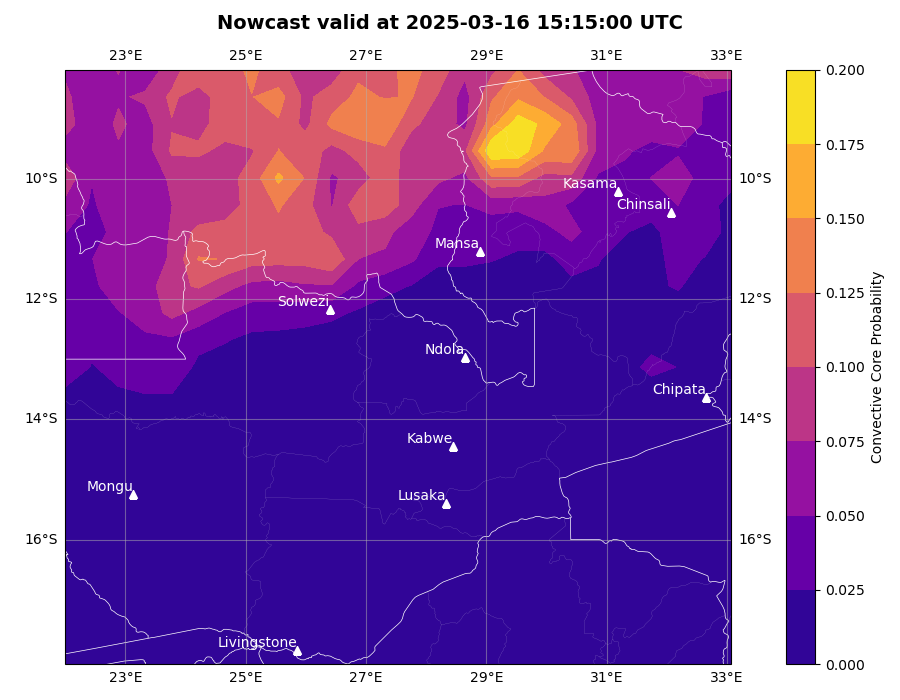 Nowcast valid at 2025-03-16 15:15:00 UTC
23°E 25°E 27°E 29°E 31°E 33°E
0.200
0.175
10°S Kasama 10°S
Chinsali
0.150
Mansa
0.125
12°S 12°S
Solwezi
Ndola
0.100
Chipata
14°S 14°S
0.075
Kabwe
Mongu
Lusaka
0.050
16°S 16°S
0.025
Livingstone
0.000
23°E 25°E 27°E 29°E 31°E 33°E
Convective Core Probability